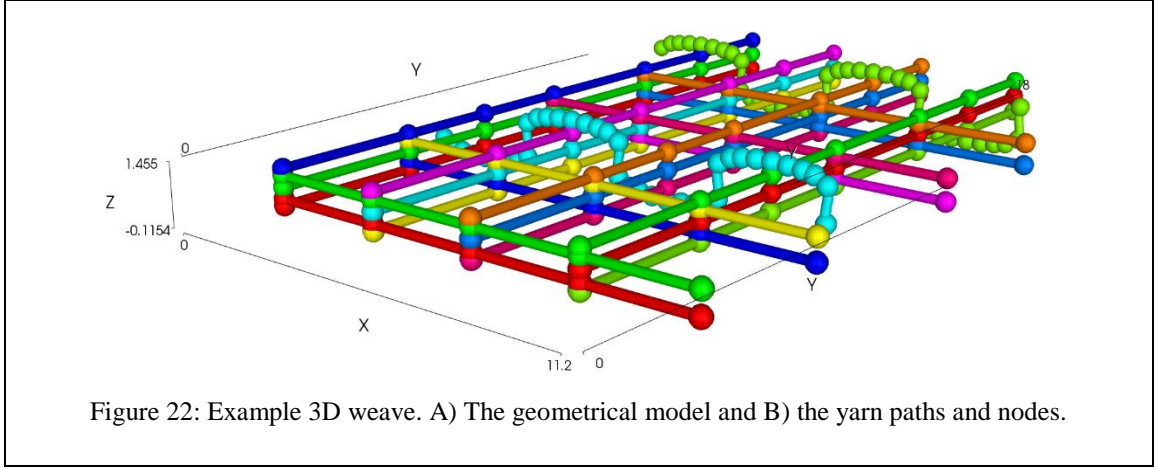 Y
0
1.455
Z
-0.1154
0
X
11.2
0
Y
Y
18
Figure 22: Example 3D weave. A) The geometrical model and B) the yarn paths and nodes.